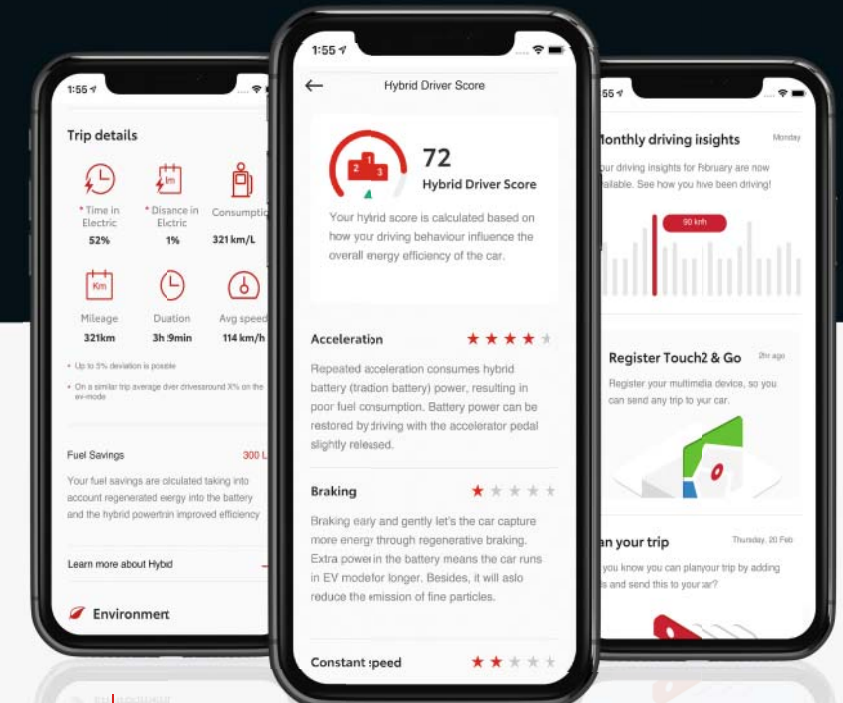 1:55
Trip details
* Time in Electric
52%
* Disance in Elctric
1%
Consumptio
321 km/L
Km
Mileage
321km
Duation
3h :9min
Avg speed
114 km/h
• Up to 5% deviation is possble
• On a similar trip average dver drivesaround X% on the
ev-mode
Fuel Savings
300 L
Your fuel savings are clculated taking into
account regenerated eergy into the battery
and the hybrid powertrin improved efficiency
Learn more about Hybid
Environmert
1:55
Hybrid Driver Score
2 1 3
72
Hybrid Driver Score
Your hybrid score is calculated based on
how your driving behaviour influence the
overall energy efficiency of the car.
Acceleration
Repeated acceleration consumes hybrid
battery (tradion battery) power, resulting in
poor fuel consumption. Battery power can be
restored by driving with the accelerator pedal
slightly released.
Braking
Braking early and gently let's the car capture
more energy through regenerative braking.
Extra power in the battery means the car runs
in EV modefor longer. Besides, it will aslo
reduce the emission of fine particles.
Constant speed
55
Monthly driving insights
Monday
our driving insights for February are now
available. See how you hive been driving!
90 kmh
Register Touch2 & Go
2hr ago
Register your multimedia device, so you
can send any trip to yur car.
an your trip
Thursday, 20 Feb
you know you can planyour trip by adding
ls and send this to your:ar?